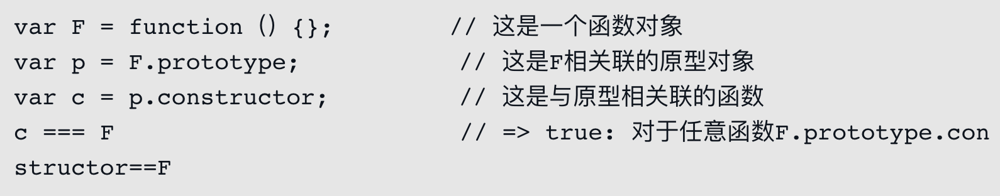 var F = function () {}; // 这是一个函数对象
var p = F.prototype; // 这是F相关联的原型对象
var c = p.constructor; // 这是与原型相关联的函数
c === F // => true: 对于任意函数F.prototype.con
structor==F